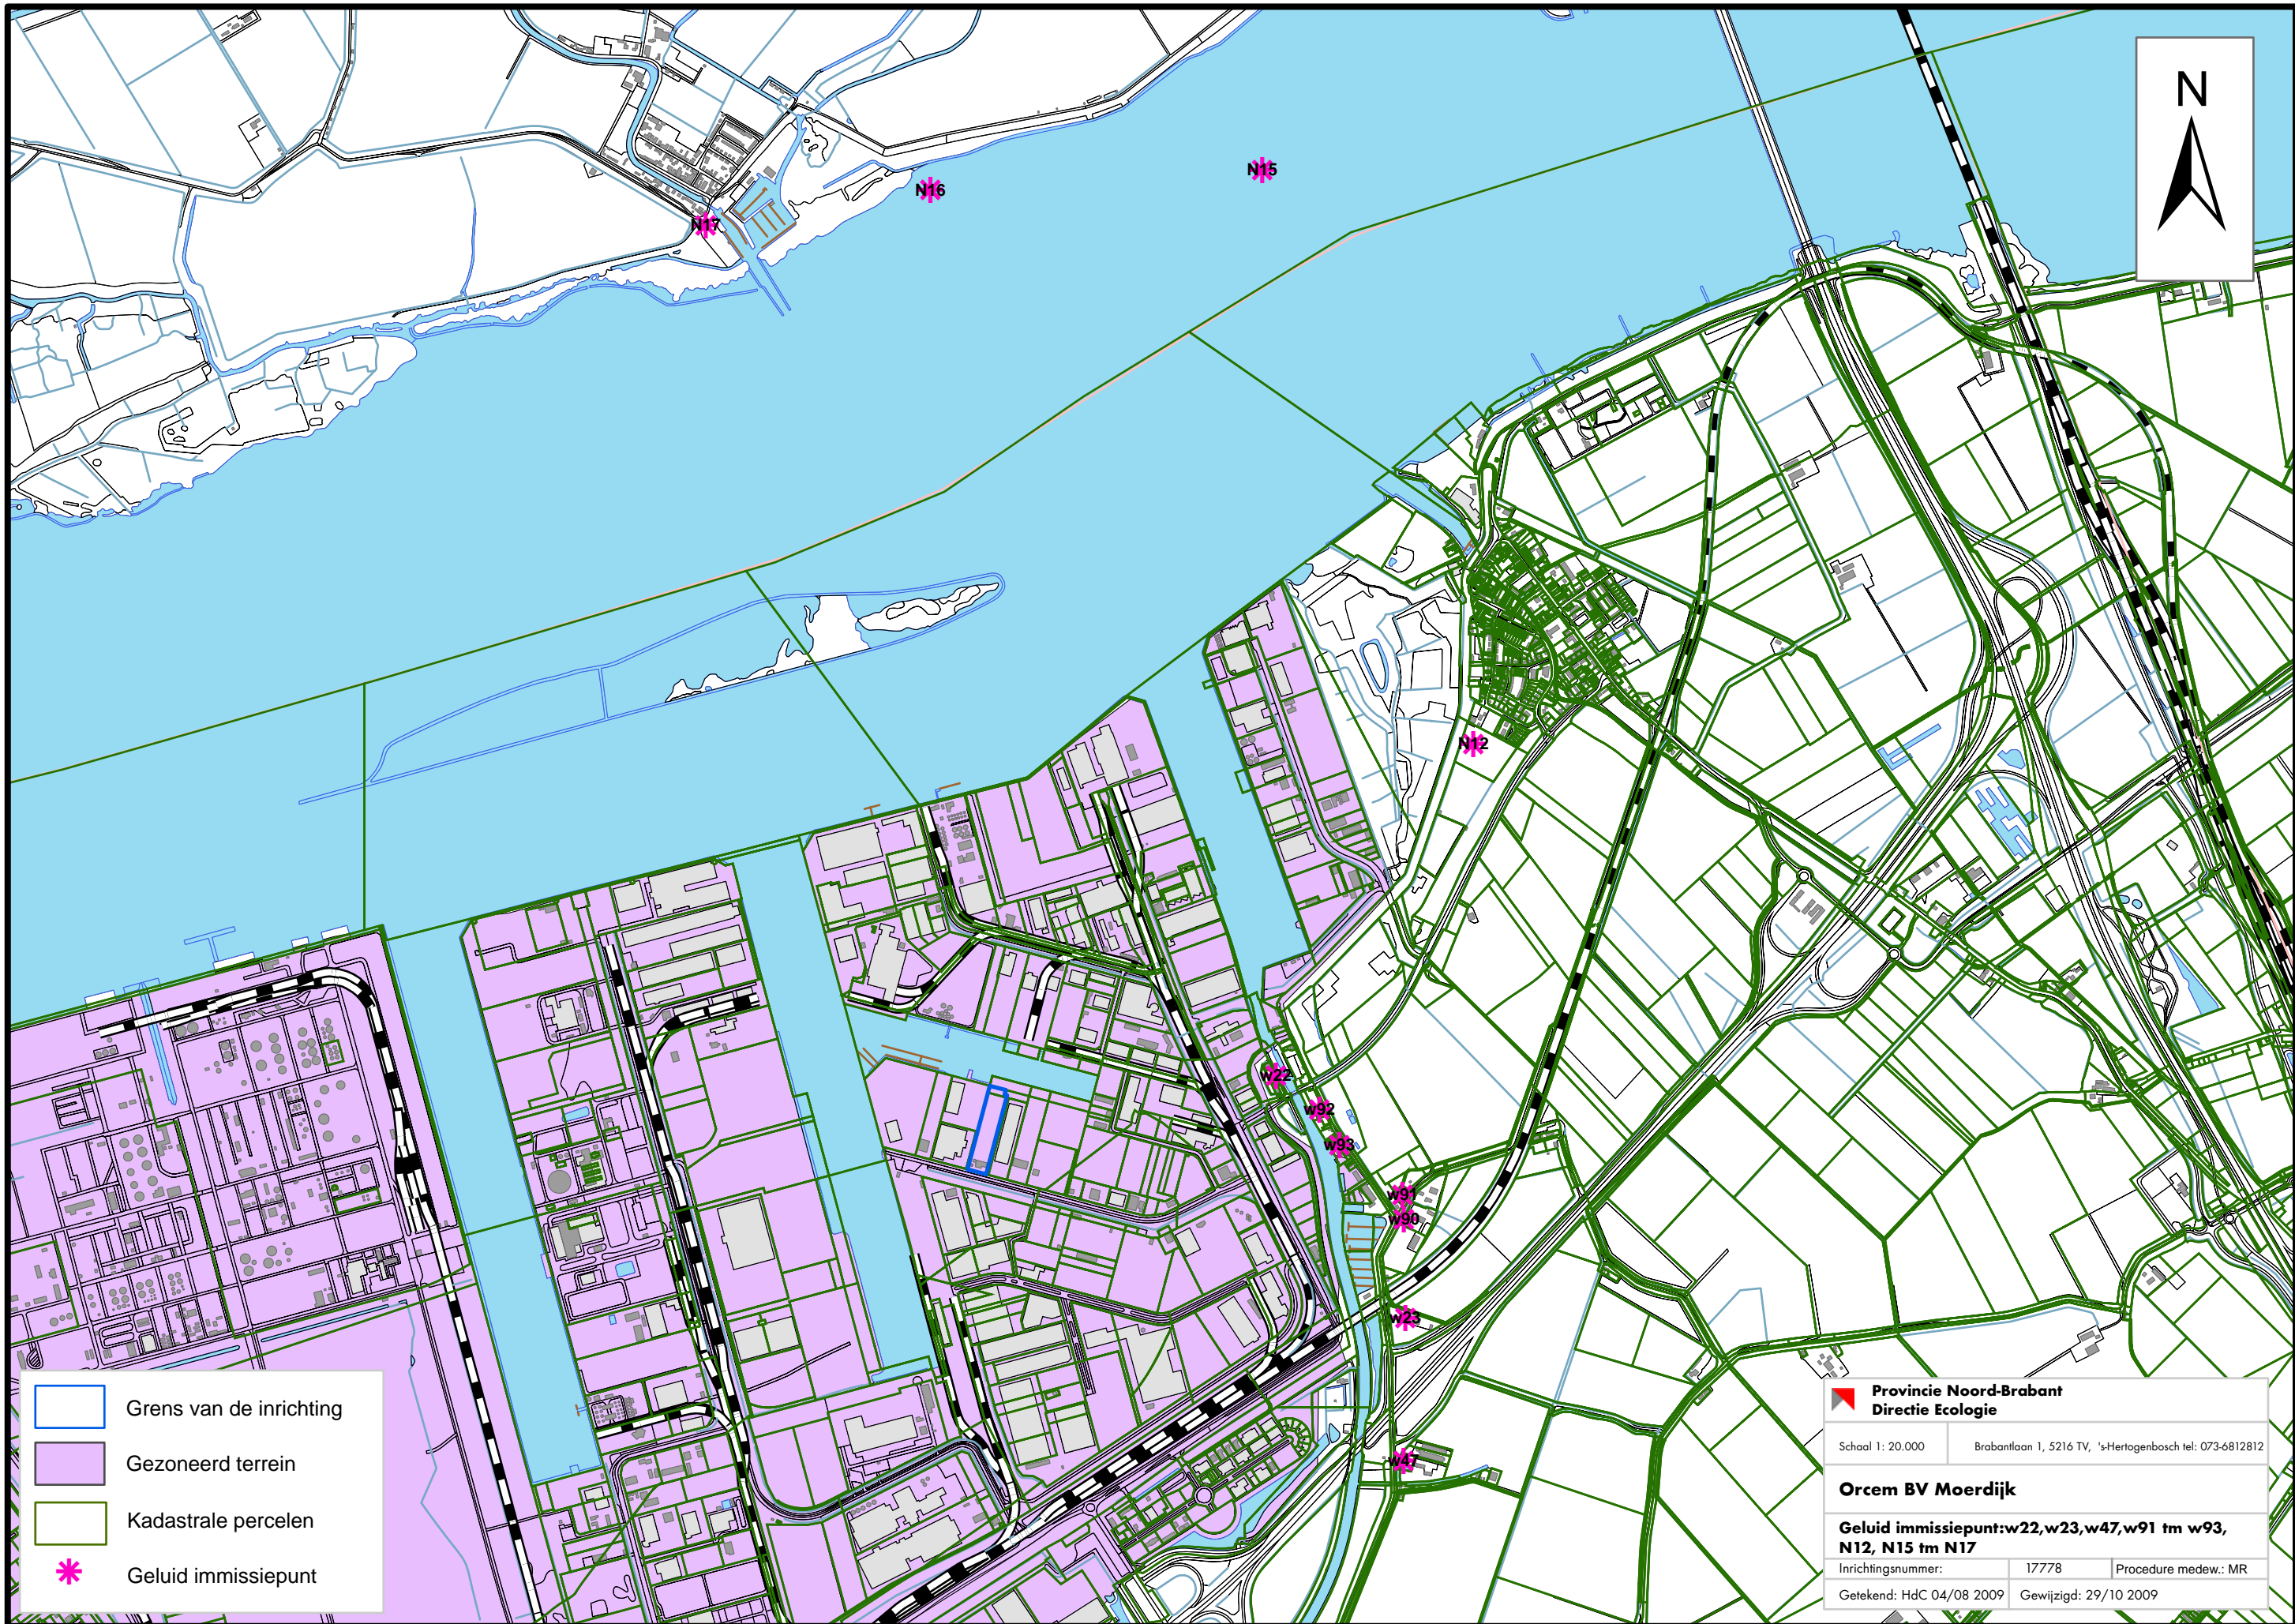 N
N15
N16
N17
N12
w22
w92
w93
w91
w90
w23
w47
Grens van de inrichting
Gezoneerd terrein
Kadastrale percelen
Geluid immissiepunt
Provincie Noord-Brabant
Directie Ecologie
Schaal 1: 20.000
Brabantlaan 1, 5216 TV, 's-Hertogenbosch tel: 073-6812812
Orcem BV Moerdijk
Geluid immissiepunt:w22,w23,w47,w91 tm w93,
N12, N15 tm N17
Inrichtingsnummer: 17778 Procedure medew.: MR
Getekend: HdC 04/08 2009 Gewijzigd: 29/10 2009